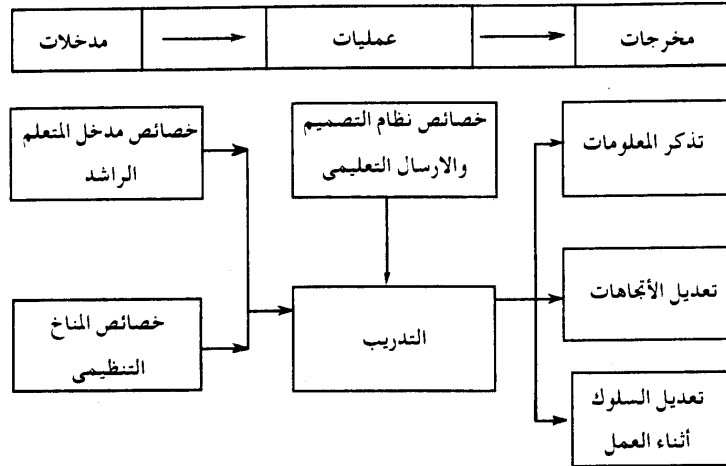 مدخلات
عمليات
مخرجات
خصائص مدخل المتعلم
الراشد
خصائص نظام التصميم
والارسال التعليمى
تذكر المعلومات
خصائص المناخ
التنظيمى
التدريب
تعديل الأتجاهات
تعديل السلوك
أثناء العمل